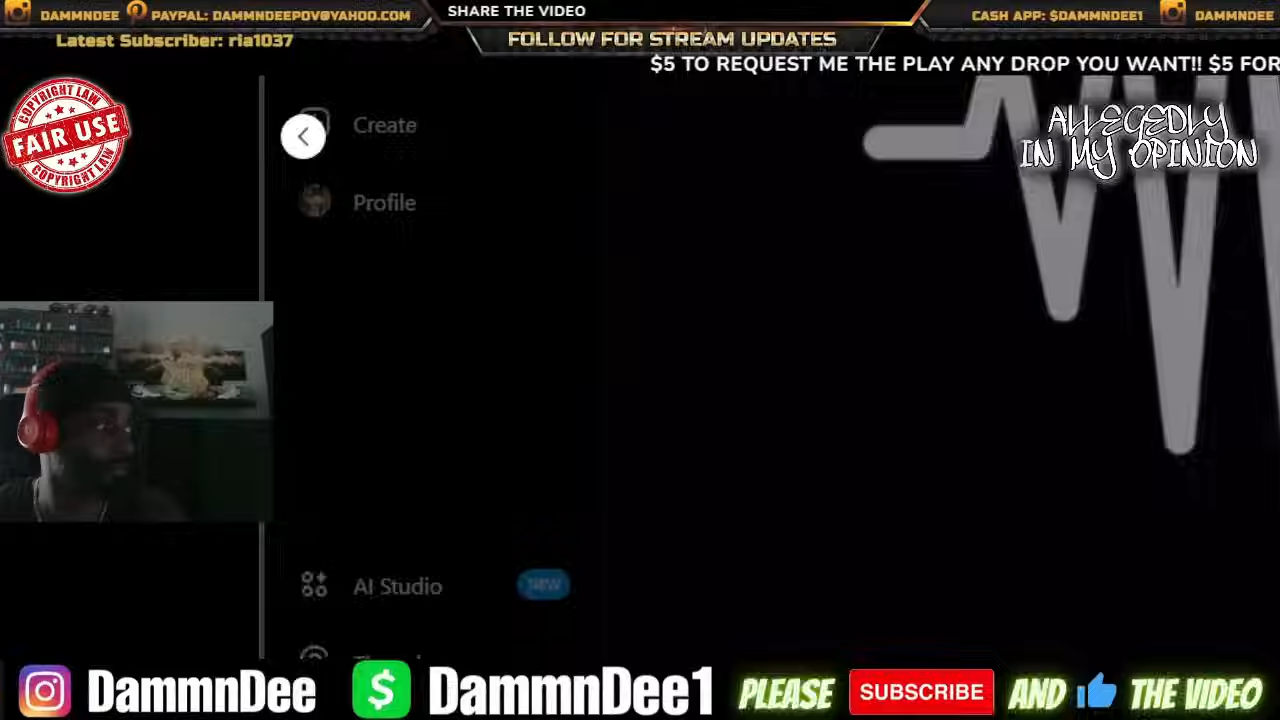 DAMMNDEE PAYPAL: DAMMNDEEPOV@YAHOO.COM
SHARE THE VIDEO
CASH APP: $DAMMNDEE1 DAMMNDEE
Latest Subscriber: ria1037
FOLLOW FOR STREAM UPDATES
$5 TO REQUEST ME THE PLAY ANY DROP YOU WANT!! $5 FOR
COPYRIGHT LAW
FAIR USE
COPYRIGHT LAW
ALLEGEDLY
IN MY OPINION
Create
Profile
AI Studio NEW
DammnDee
$ DammnDee1
PLEASE SUBSCRIBE AND THE VIDEO